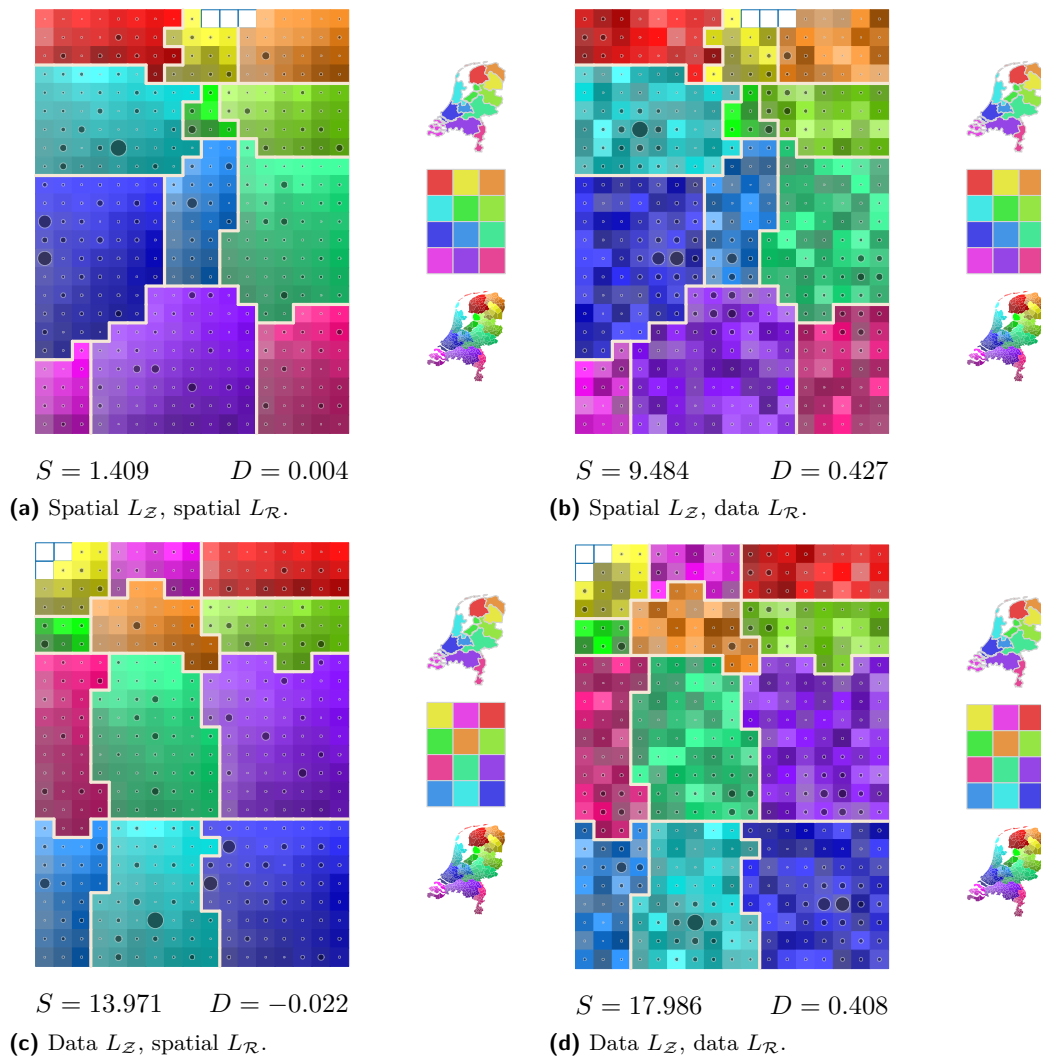 S = 1.409 D = 0.004
(a) Spatial L_Z, spatial L_R.
S = 9.484 D = 0.427
(b) Spatial L_Z, data L_R.
S = 13.971 D = −0.022
(c) Data L_Z, spatial L_R.
S = 17.986 D = 0.408
(d) Data L_Z, data L_R.